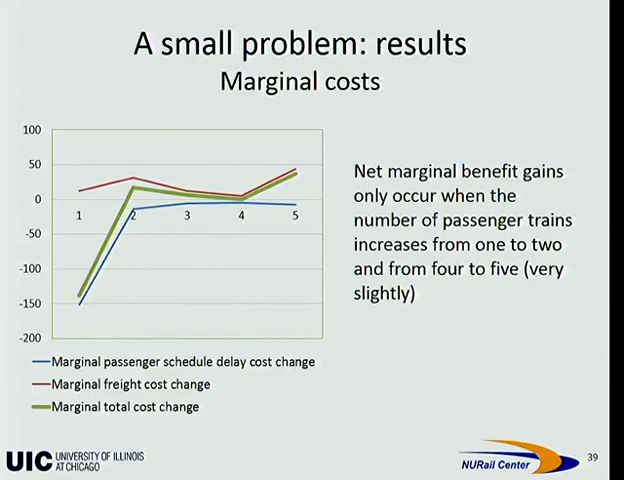 A small problem: results
Marginal costs
100
50
0
-50
-100
-150
-200
1
2
3
4
5
Net marginal benefit gains
only occur when the
number of passenger trains
increases from one to two
and from four to five (very
slightly)
Marginal passenger schedule delay cost change
Marginal freight cost change
Marginal total cost change
UIC UNIVERSITY OF ILLINOIS
AT CHICAGO
NURail Center
39